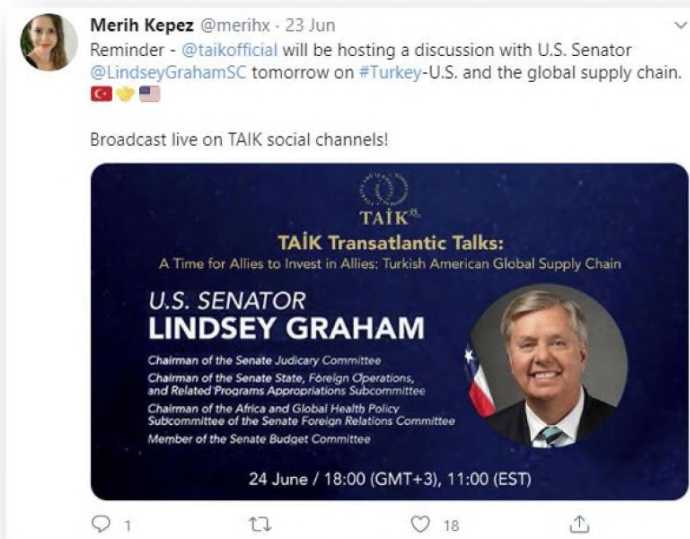 Merih Kepez @merihx · 23 Jun
Reminder - @taikofficial will be hosting a discussion with U.S. Senator
@LindseyGrahamSC tomorrow on #Turkey-U.S. and the global supply chain.
Broadcast live on TAIK social channels!
TAİK
TAİK Transatlantic Talks:
A Time for Allies to Invest in Allies: Turkish American Global Supply Chain
U.S. SENATOR
LINDSEY GRAHAM
Chairman of the Senate Judiciary Committee
Chairman of the Senate State, Foreign Operations,
and Related Programs Appropriations Subcommittee
Chairman of the Africa and Global Health Policy
Subcommittee of the Senate Foreign Relations Committee
Member of the Senate Budget Committee
24 June / 18:00 (GMT+3), 11:00 (EST)
1
18